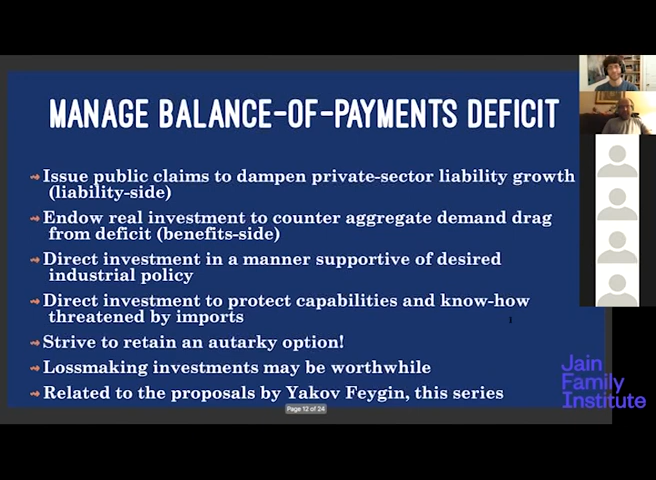 MANAGE BALANCE-OF-PAYMENTS DEFICIT
Issue public claims to dampen private-sector liability growth
(liability-side)
Endow real investment to counter aggregate demand drag
from deficit (benefits-side)
Direct investment in a manner supportive of desired
industrial policy
Direct investment to protect capabilities and know-how
threatened by imports
Strive to retain an autarky option!
Lossmaking investments may be worthwhile
Related to the proposals by Yakov Feygin, this series
Page 12 of 24
Jain
Family
Institute